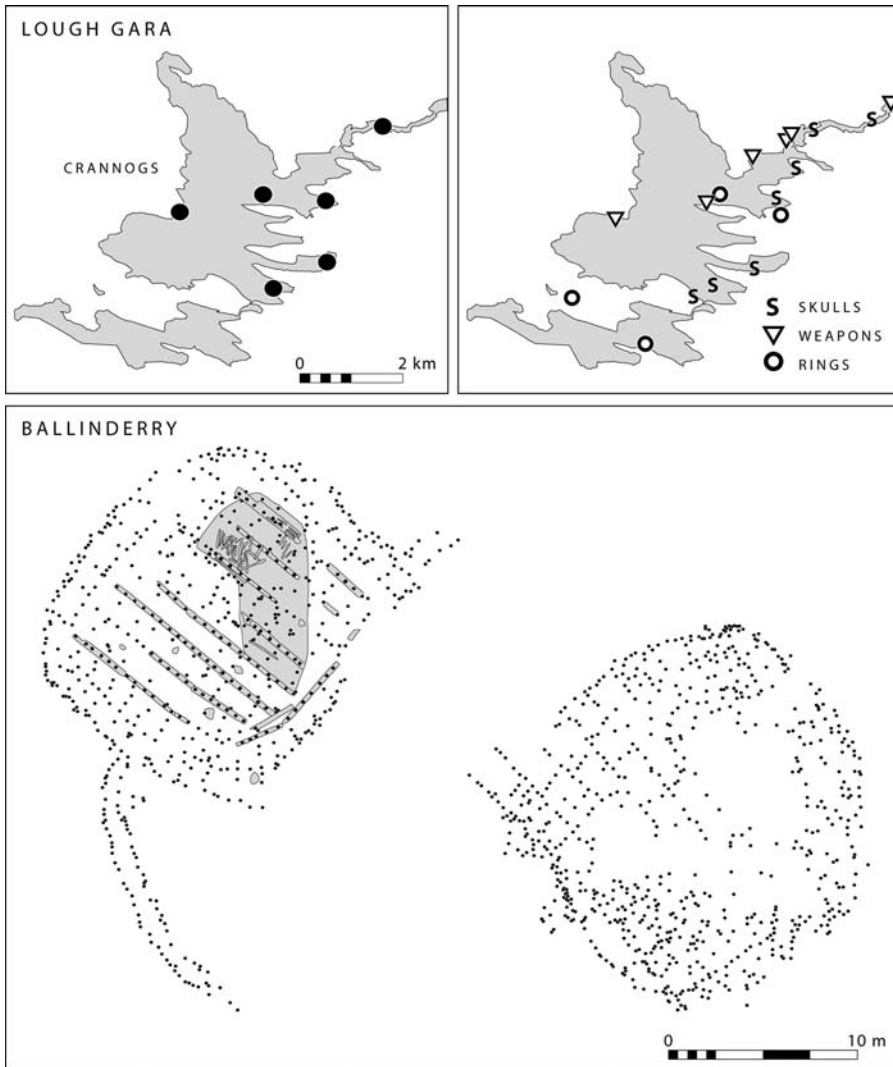 LOUGH GARA
CRANNOGS
0 2 km
S SKULLS
WEAPONS
RINGS
S
S
S
S
S
S
S
BALLINDERRY
0 10 m